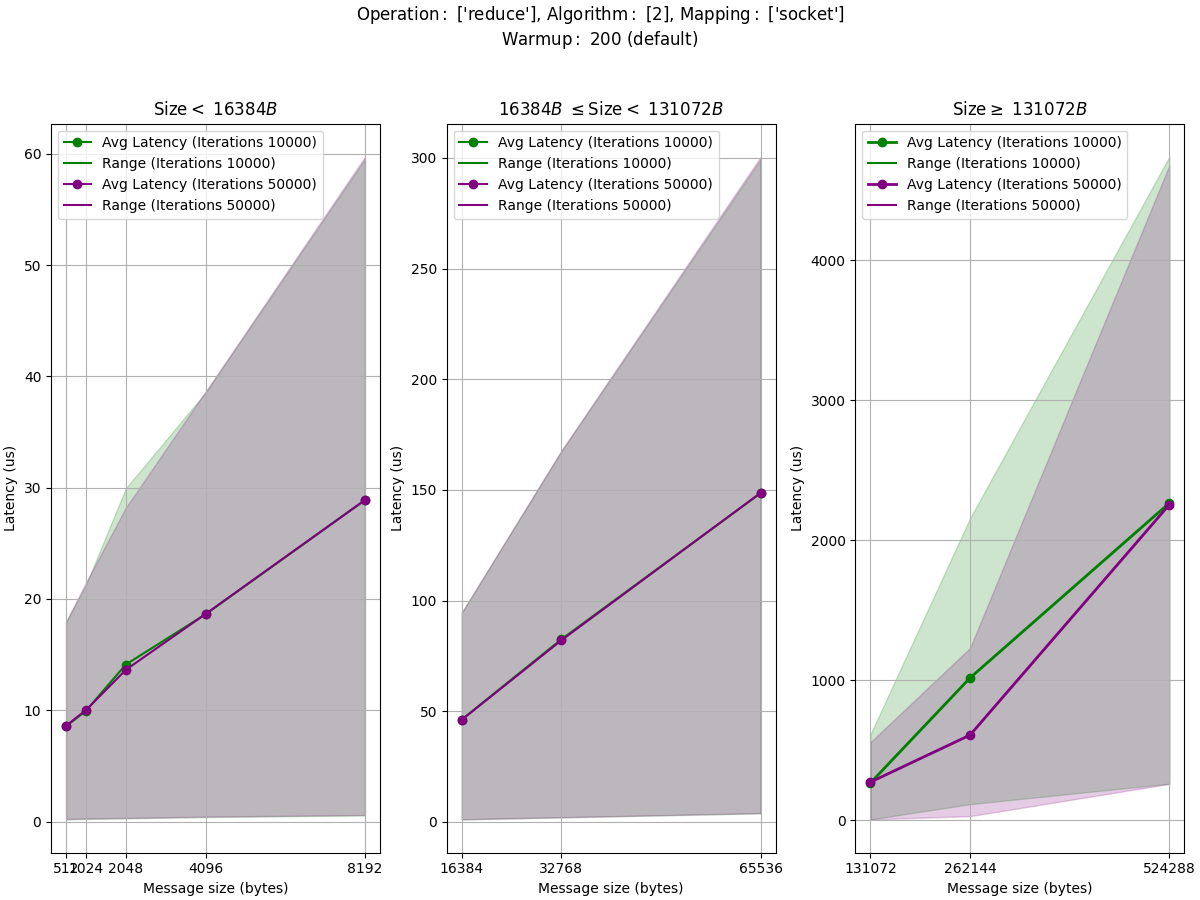 Operation: ['reduce'], Algorithm: [2], Mapping: ['socket']
Warmup: 200 (default)
Size < 16384B
Avg Latency (Iterations 10000)
Range (Iterations 10000)
Avg Latency (Iterations 50000)
Range (Iterations 50000)
60
50
40
30
20
10
0
Latency (us)
512 1024 2048 4096 8192
Message size (bytes)
16384B ≤ Size < 131072B
Avg Latency (Iterations 10000)
Range (Iterations 10000)
Avg Latency (Iterations 50000)
Range (Iterations 50000)
300
250
200
150
100
50
0
Latency (us)
16384 32768 65536
Message size (bytes)
Size ≥ 131072B
Avg Latency (Iterations 10000)
Range (Iterations 10000)
Avg Latency (Iterations 50000)
Range (Iterations 50000)
4000
3000
2000
1000
0
Latency (us)
131072 262144 524288
Message size (bytes)